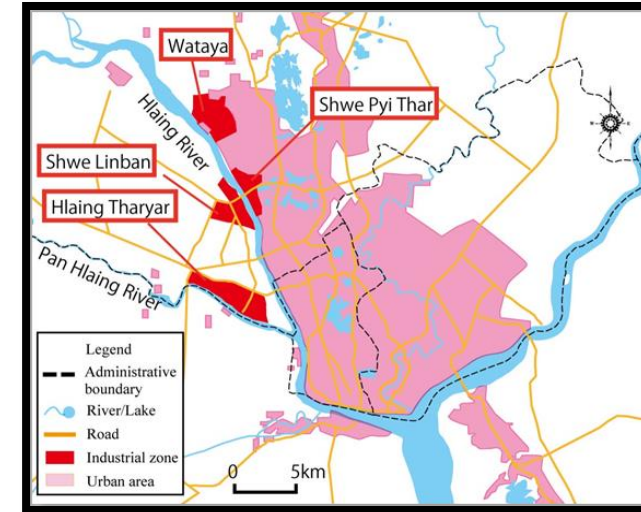 Wataya
Shwe Pyi Thar
Hlaing River
Shwe Linban
Hlaing Tharyar
Pan Hlaing River
Legend
Administrative
boundary
River/Lake
Road
Industrial zone
Urban area
0 5km